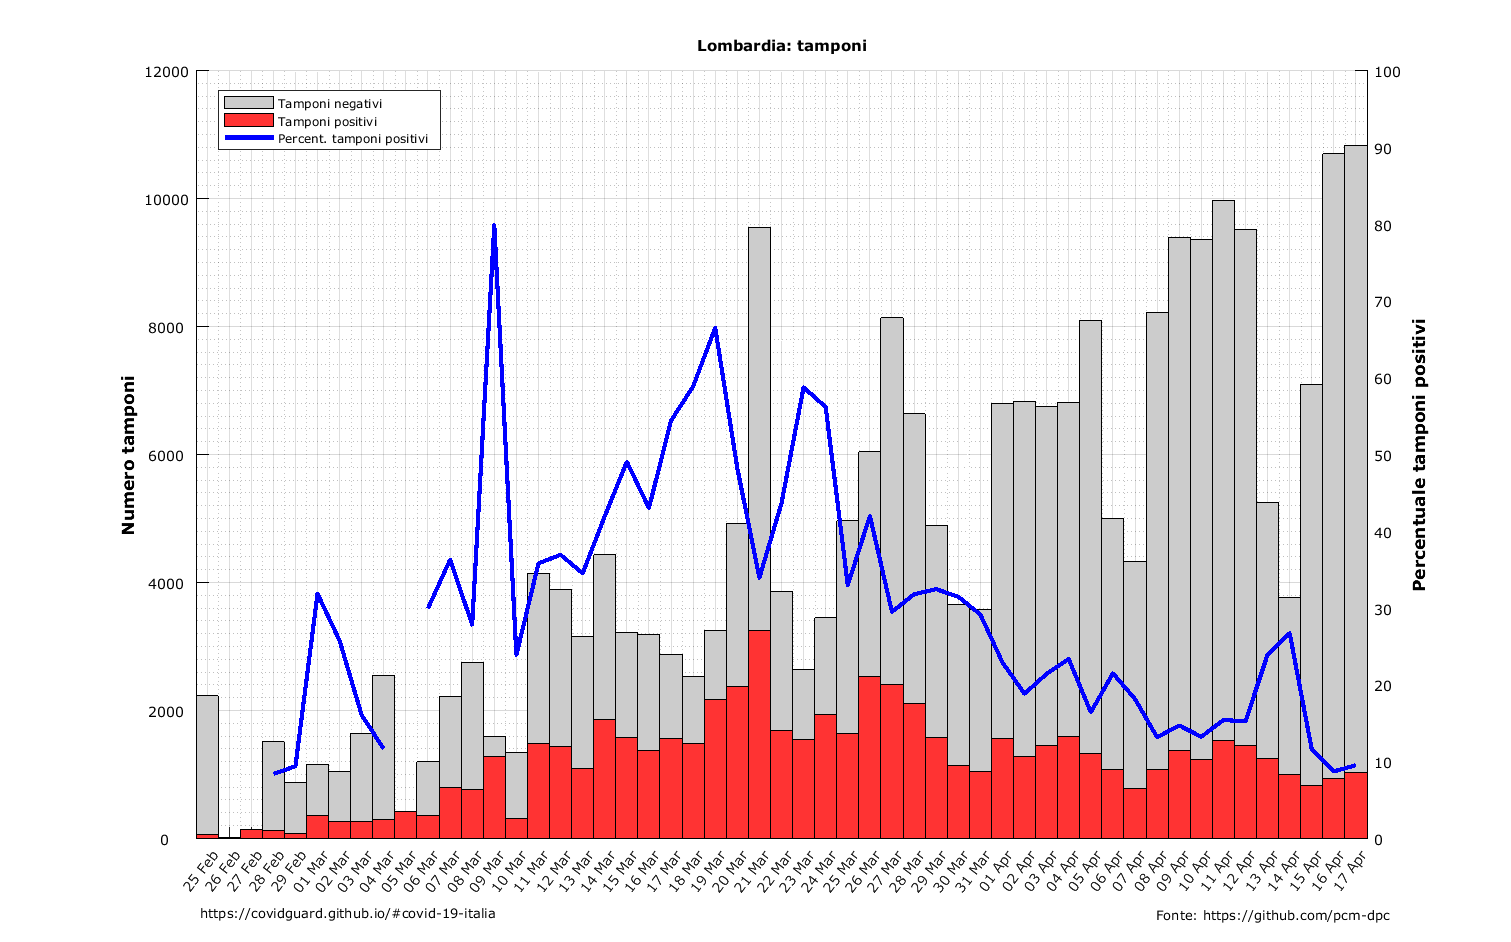 Lombardia: tamponi
12000
10000
8000
6000
4000
2000
0
100
90
80
70
60
50
40
30
20
10
0
Numero tamponi
Percentuale tamponi positivi
Tamponi negativi
Tamponi positivi
Percent. tamponi positivi
25 Feb
26 Feb
27 Feb
28 Feb
29 Feb
01 Mar
02 Mar
03 Mar
04 Mar
05 Mar
06 Mar
07 Mar
08 Mar
09 Mar
10 Mar
11 Mar
12 Mar
13 Mar
14 Mar
15 Mar
16 Mar
17 Mar
18 Mar
19 Mar
20 Mar
21 Mar
22 Mar
23 Mar
24 Mar
25 Mar
26 Mar
27 Mar
28 Mar
29 Mar
30 Mar
31 Mar
01 Apr
02 Apr
03 Apr
04 Apr
05 Apr
06 Apr
07 Apr
08 Apr
09 Apr
10 Apr
11 Apr
12 Apr
13 Apr
14 Apr
15 Apr
16 Apr
17 Apr
https://covidguard.github.io/#covid-19-italia
Fonte: https://github.com/pcm-dpc